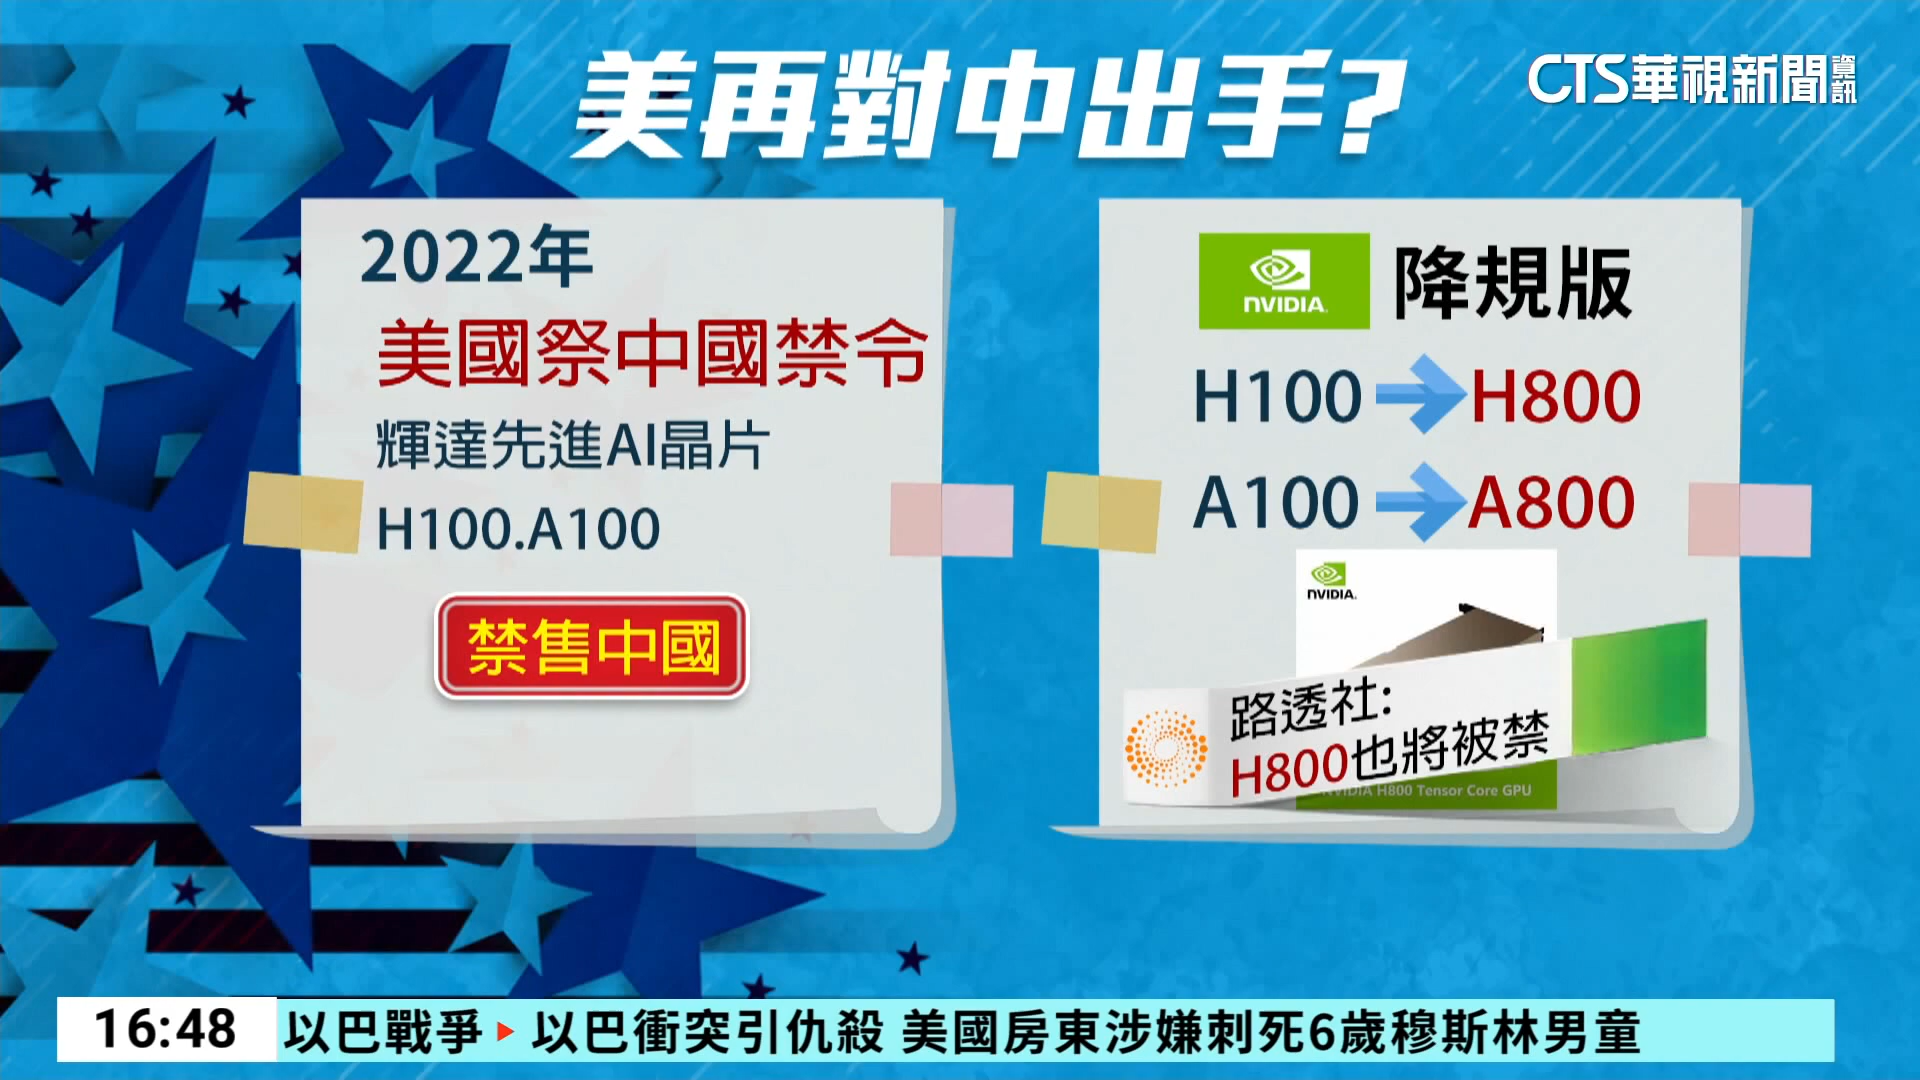 美再對中出手?
CTS華視新聞資訊
2022年
美國祭中國禁令
輝達先進AI晶片
H100.A100
禁售中國
NVIDIA. 降規版
H100 H800
A100 A800
NVIDIA.
路透社:
H800也將被禁
NVIDIA H800 Tensor Core GPU
16:48 以巴戰爭 以巴衝突引仇殺 美國房東涉嫌刺死6歲穆斯林男童